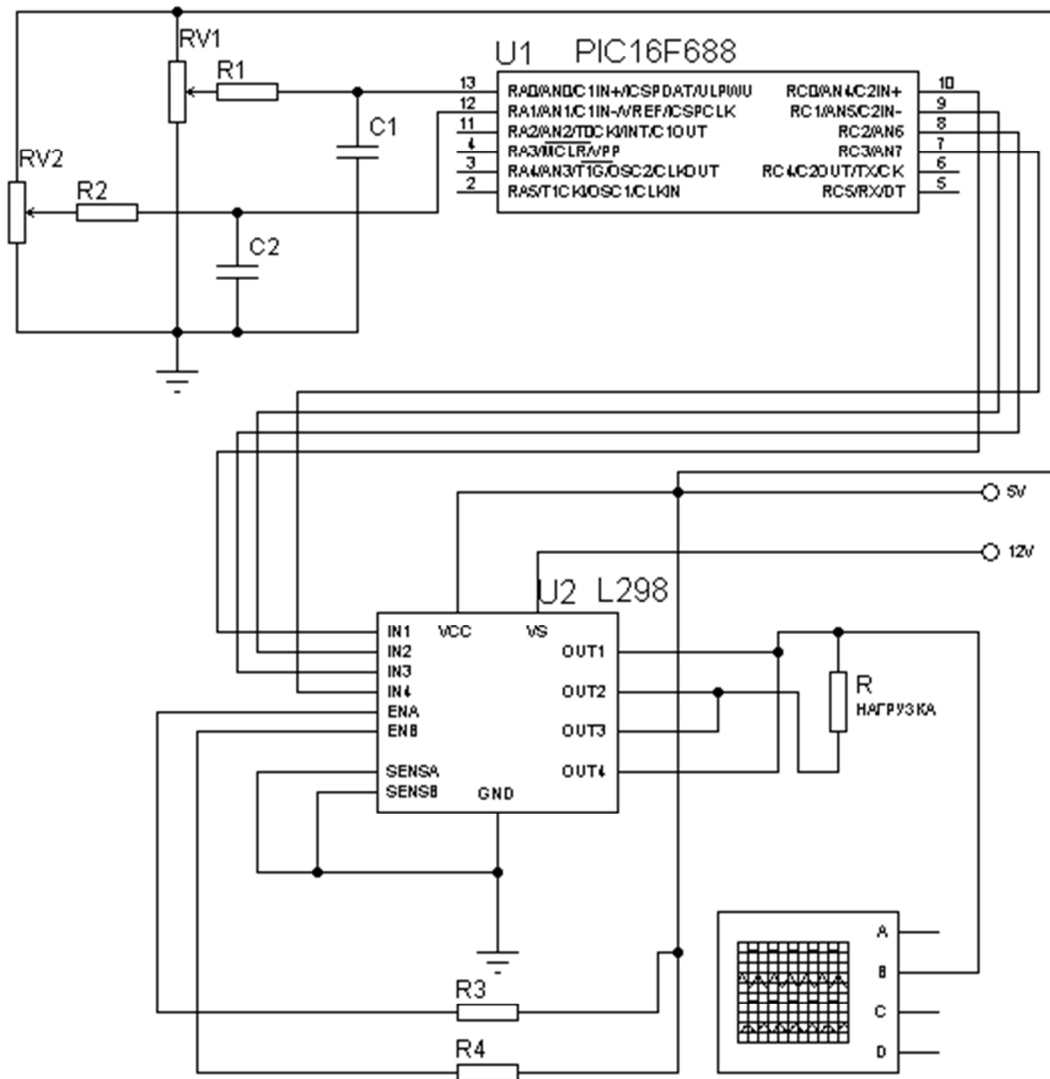 RV1
R1
RV2
R2
C1
C2
U1 PIC16F688
13 RA0/AN0/C1IN+/ICSPDAT/ULPWU
12 RA1/AN1/C1IN-/VREF/ICSPCLK
11 RA2/AN2/T0CKI/INT/C1OUT
4 RA3/MCLR/VPP
3 RA4/AN3/T1G/OSC2/CLKOUT
2 RA5/T1CKI/OSC1/CLKIN
RC0/AN4/C2IN+ 10
RC1/AN5/C2IN- 9
RC2/AN6 8
RC3/AN7 7
RC4/C2OUT/TX/CK 6
RC5/RX/DT 5
5V
12V
U2 L298
IN1
IN2
IN3
IN4
ENA
ENB
SENSA
SENSB
VCC
VS
OUT1
OUT2
OUT3
OUT4
GND
R
НАГРУЗКА
R3
R4
A
B
C
D